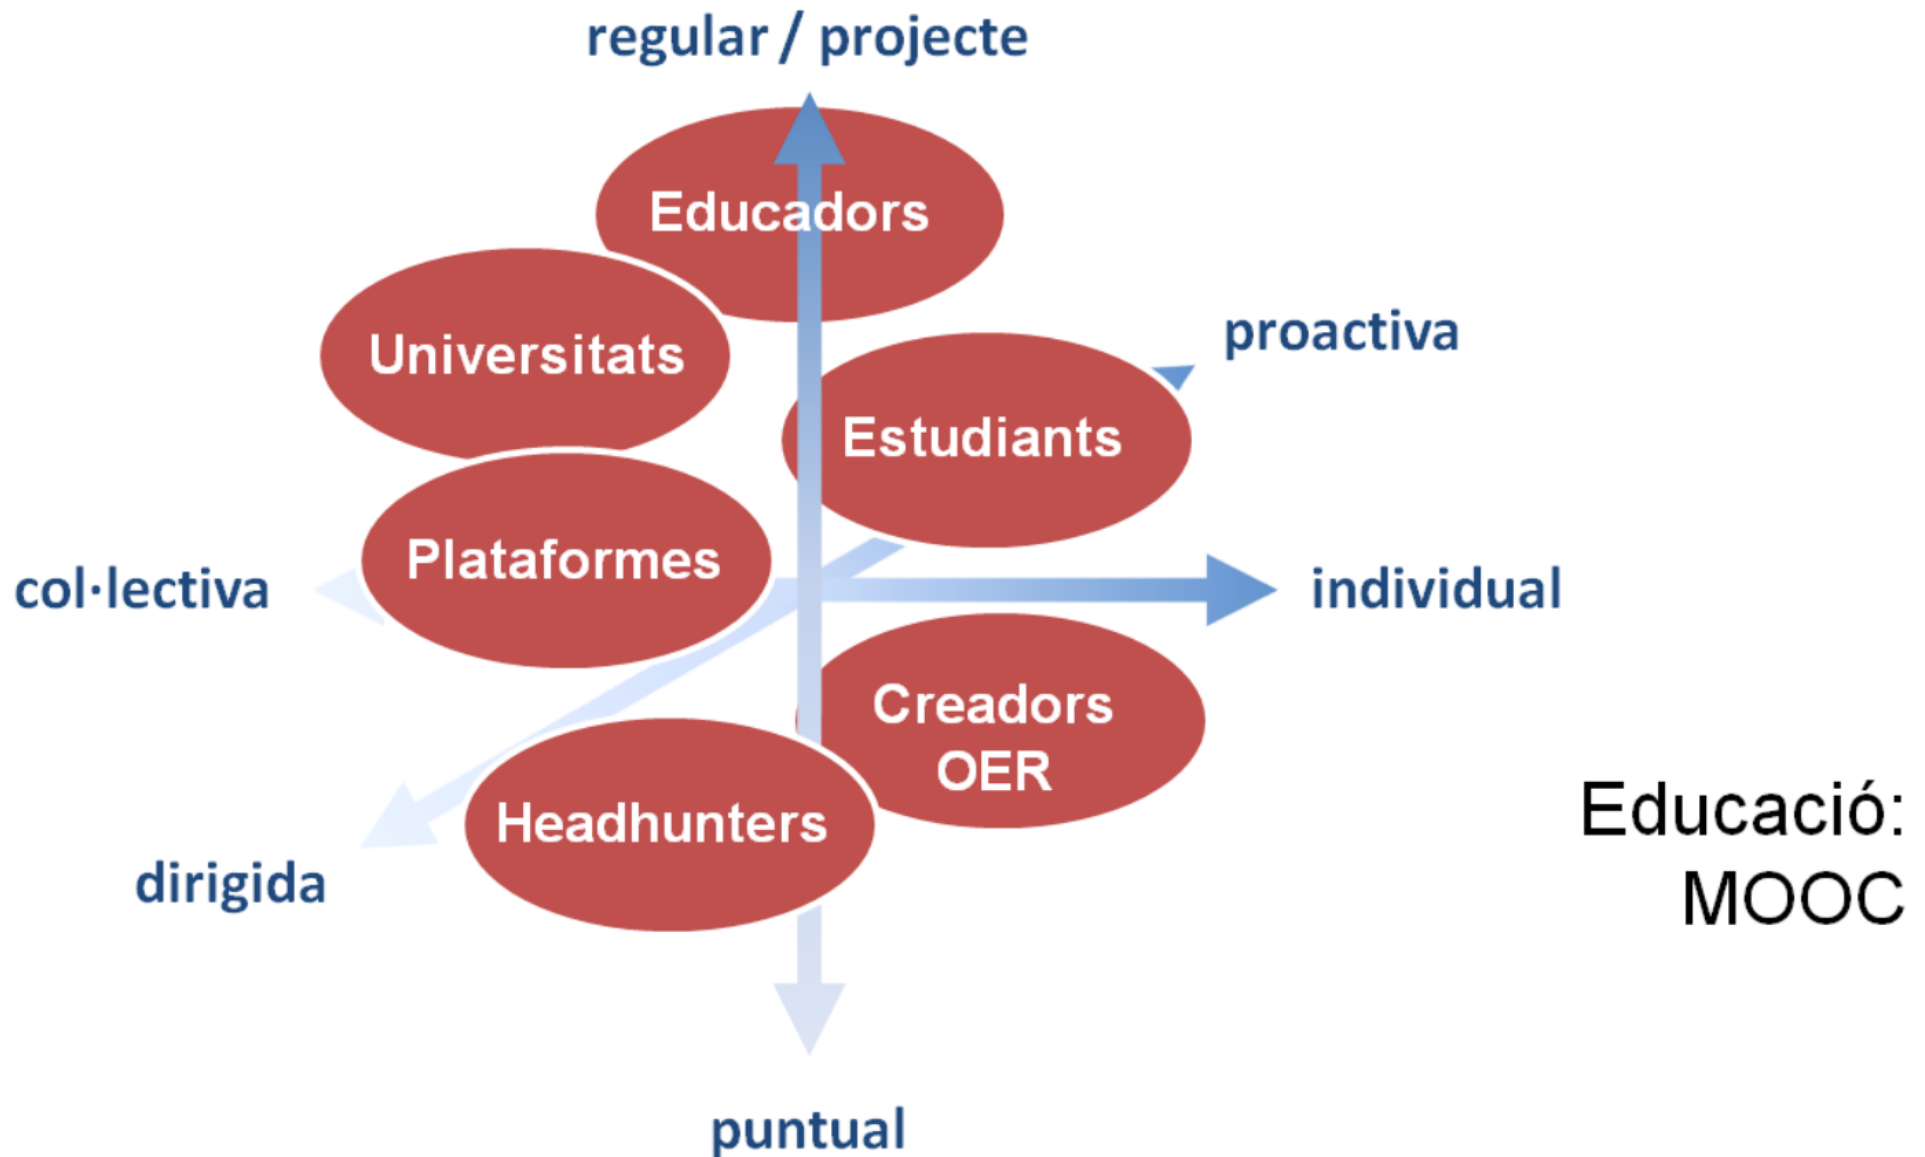 regular / projecte
Educadors
Universitats
proactiva
Estudiants
Plataformes
col·lectiva
individual
Creadors
OER
Headhunters
dirigida
Educació:
MOOC
puntual